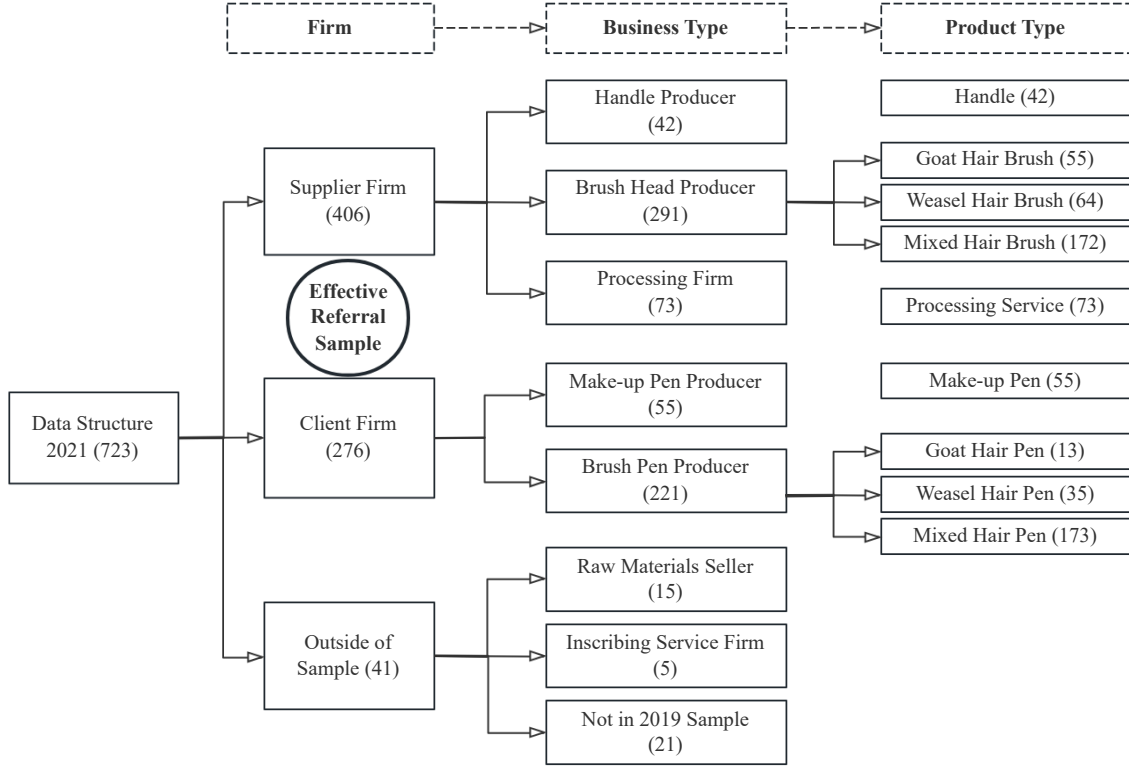 Firm
Business Type
Product Type
Data Structure
2021 (723)
Supplier Firm
(406)
Effective
Referral
Sample
Client Firm
(276)
Outside of
Sample (41)
Handle Producer
(42)
Brush Head Producer
(291)
Processing Firm
(73)
Make-up Pen Producer
(55)
Brush Pen Producer
(221)
Raw Materials Seller
(15)
Inscribing Service Firm
(5)
Not in 2019 Sample
(21)
Handle (42)
Goat Hair Brush (55)
Weasel Hair Brush (64)
Mixed Hair Brush (172)
Processing Service (73)
Make-up Pen (55)
Goat Hair Pen (13)
Weasel Hair Pen (35)
Mixed Hair Pen (173)